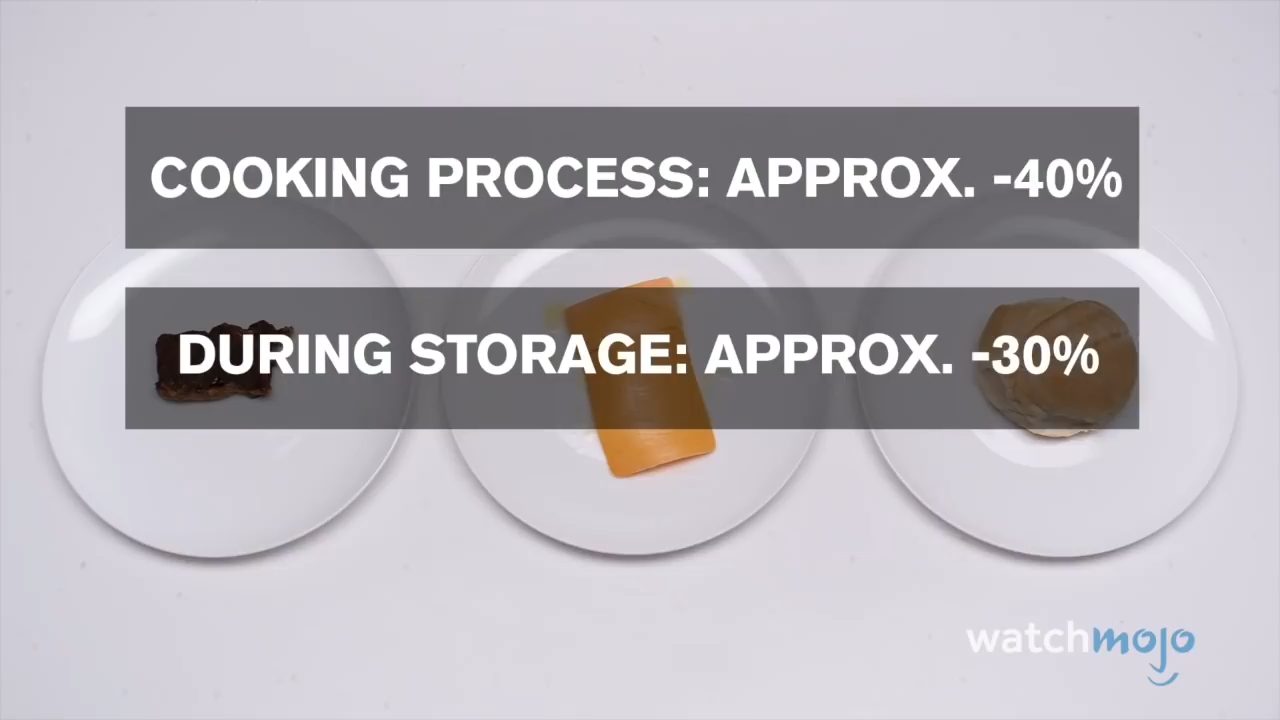 COOKING PROCESS: APPROX. -40%
DURING STORAGE: APPROX. -30%
watchmojo